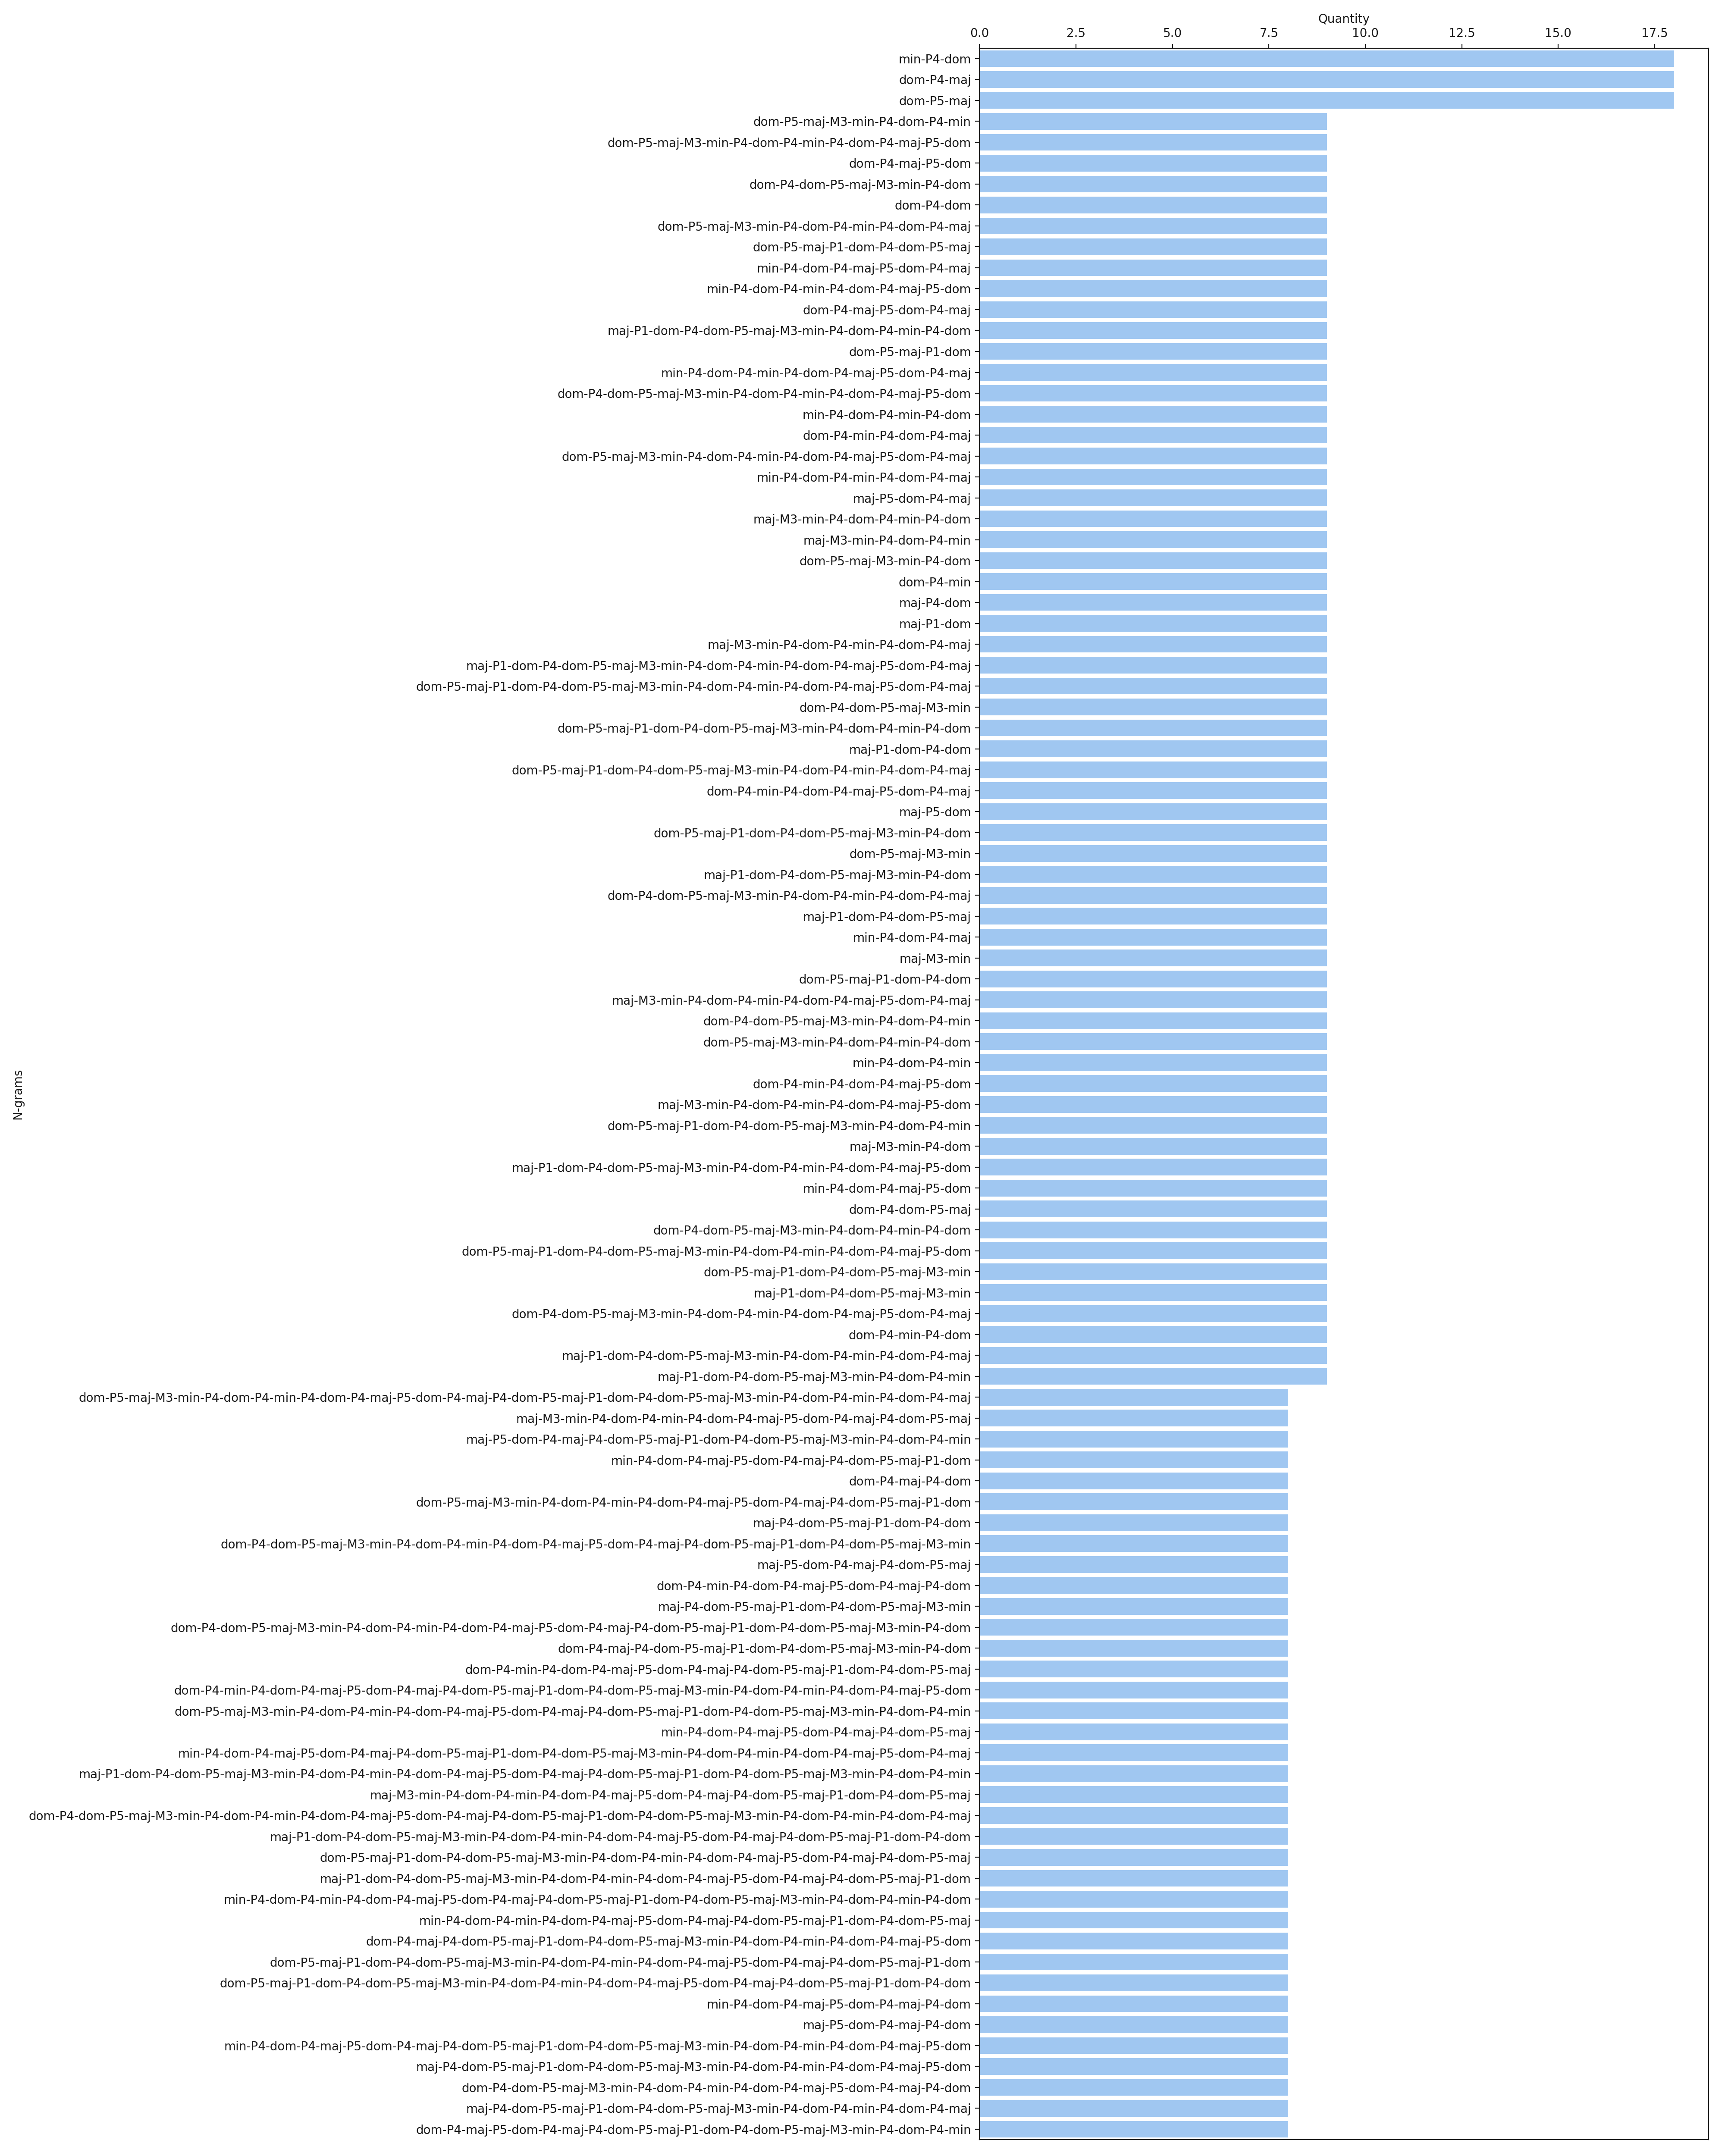 Quantity
0.0 2.5 5.0 7.5 10.0 12.5 15.0 17.5
min-P4-dom
dom-P4-maj
dom-P5-maj
dom-P5-maj-M3-min-P4-dom-P4-min
dom-P5-maj-M3-min-P4-dom-P4-min-P4-dom-P4-maj-P5-dom
dom-P4-maj-P5-dom
dom-P4-dom-P5-maj-M3-min-P4-dom
dom-P4-dom
dom-P5-maj-M3-min-P4-dom-P4-min-P4-dom-P4-maj
dom-P5-maj-P1-dom-P4-dom-P5-maj
min-P4-dom-P4-maj-P5-dom-P4-maj
min-P4-dom-P4-min-P4-dom-P4-maj-P5-dom
dom-P4-maj-P5-dom-P4-maj
maj-P1-dom-P4-dom-P5-maj-M3-min-P4-dom-P4-min-P4-dom
dom-P5-maj-P1-dom
min-P4-dom-P4-min-P4-dom-P4-maj-P5-dom-P4-maj
dom-P4-dom-P5-maj-M3-min-P4-dom-P4-min-P4-dom-P4-maj-P5-dom
min-P4-dom-P4-min-P4-dom
dom-P4-min-P4-dom-P4-maj
dom-P5-maj-M3-min-P4-dom-P4-min-P4-dom-P4-maj-P5-dom-P4-maj
min-P4-dom-P4-min-P4-dom-P4-maj
maj-P5-dom-P4-maj
maj-M3-min-P4-dom-P4-min-P4-dom
maj-M3-min-P4-dom-P4-min
dom-P5-maj-M3-min-P4-dom
dom-P4-min
maj-P4-dom
maj-P1-dom
maj-M3-min-P4-dom-P4-min-P4-dom-P4-maj
maj-P1-dom-P4-dom-P5-maj-M3-min-P4-dom-P4-min-P4-dom-P4-maj-P5-dom-P4-maj
dom-P5-maj-P1-dom-P4-dom-P5-maj-M3-min-P4-dom-P4-min-P4-dom-P4-maj-P5-dom-P4-maj
dom-P4-dom-P5-maj-M3-min
dom-P5-maj-P1-dom-P4-dom-P5-maj-M3-min-P4-dom-P4-min-P4-dom
maj-P1-dom-P4-dom
dom-P5-maj-P1-dom-P4-dom-P5-maj-M3-min-P4-dom-P4-min-P4-dom-P4-maj
dom-P4-min-P4-dom-P4-maj-P5-dom-P4-maj
maj-P5-dom
dom-P5-maj-P1-dom-P4-dom-P5-maj-M3-min-P4-dom
dom-P5-maj-M3-min
maj-P1-dom-P4-dom-P5-maj-M3-min-P4-dom
dom-P4-dom-P5-maj-M3-min-P4-dom-P4-min-P4-dom-P4-maj
maj-P1-dom-P4-dom-P5-maj
min-P4-dom-P4-maj
maj-M3-min
dom-P5-maj-P1-dom-P4-dom
maj-M3-min-P4-dom-P4-min-P4-dom-P4-maj-P5-dom-P4-maj
dom-P4-dom-P5-maj-M3-min-P4-dom-P4-min
dom-P5-maj-M3-min-P4-dom-P4-min-P4-dom
min-P4-dom-P4-min
dom-P4-min-P4-dom-P4-maj-P5-dom
N-grams
maj-M3-min-P4-dom-P4-min-P4-dom-P4-maj-P5-dom
dom-P5-maj-P1-dom-P4-dom-P5-maj-M3-min-P4-dom-P4-min
maj-M3-min-P4-dom
maj-P1-dom-P4-dom-P5-maj-M3-min-P4-dom-P4-min-P4-dom-P4-maj-P5-dom
min-P4-dom-P4-maj-P5-dom
dom-P4-dom-P5-maj
dom-P4-dom-P5-maj-M3-min-P4-dom-P4-min-P4-dom
dom-P5-maj-P1-dom-P4-dom-P5-maj-M3-min-P4-dom-P4-min-P4-dom-P4-maj-P5-dom
dom-P5-maj-P1-dom-P4-dom-P5-maj-M3-min
maj-P1-dom-P4-dom-P5-maj-M3-min
dom-P4-dom-P5-maj-M3-min-P4-dom-P4-min-P4-dom-P4-maj-P5-dom-P4-maj
dom-P4-min-P4-dom
maj-P1-dom-P4-dom-P5-maj-M3-min-P4-dom-P4-min-P4-dom-P4-maj
maj-P1-dom-P4-dom-P5-maj-M3-min-P4-dom-P4-min
dom-P5-maj-M3-min-P4-dom-P4-min-P4-dom-P4-maj-P5-dom-P4-maj-P4-dom-P5-maj-P1-dom-P4-dom-P5-maj-M3-min-P4-dom-P4-min-P4-dom-P4-maj
maj-M3-min-P4-dom-P4-min-P4-dom-P4-maj-P5-dom-P4-maj-P4-dom-P5-maj
maj-P5-dom-P4-maj-P4-dom-P5-maj-P1-dom-P4-dom-P5-maj-M3-min-P4-dom-P4-min
min-P4-dom-P4-maj-P5-dom-P4-maj-P4-dom-P5-maj-P1-dom
dom-P4-maj-P4-dom
dom-P5-maj-M3-min-P4-dom-P4-min-P4-dom-P4-maj-P5-dom-P4-maj-P4-dom-P5-maj-P1-dom
maj-P4-dom-P5-maj-P1-dom-P4-dom
dom-P4-dom-P5-maj-M3-min-P4-dom-P4-min-P4-dom-P4-maj-P5-dom-P4-maj-P4-dom-P5-maj-P1-dom-P4-dom-P5-maj-M3-min
maj-P5-dom-P4-maj-P4-dom-P5-maj
dom-P4-min-P4-dom-P4-maj-P5-dom-P4-maj-P4-dom
maj-P4-dom-P5-maj-P1-dom-P4-dom-P5-maj-M3-min
dom-P4-dom-P5-maj-M3-min-P4-dom-P4-min-P4-dom-P4-maj-P5-dom-P4-maj-P4-dom-P5-maj-P1-dom-P4-dom-P5-maj-M3-min-P4-dom
dom-P4-maj-P4-dom-P5-maj-P1-dom-P4-dom-P5-maj-M3-min-P4-dom
dom-P4-min-P4-dom-P4-maj-P5-dom-P4-maj-P4-dom-P5-maj-P1-dom-P4-dom-P5-maj
dom-P4-min-P4-dom-P4-maj-P5-dom-P4-maj-P4-dom-P5-maj-P1-dom-P4-dom-P5-maj-M3-min-P4-dom-P4-min-P4-dom-P4-maj-P5-dom
dom-P5-maj-M3-min-P4-dom-P4-min-P4-dom-P4-maj-P5-dom-P4-maj-P4-dom-P5-maj-P1-dom-P4-dom-P5-maj-M3-min-P4-dom-P4-min
min-P4-dom-P4-maj-P5-dom-P4-maj-P4-dom-P5-maj
min-P4-dom-P4-maj-P5-dom-P4-maj-P4-dom-P5-maj-P1-dom-P4-dom-P5-maj-M3-min-P4-dom-P4-min-P4-dom-P4-maj-P5-dom-P4-maj
maj-P1-dom-P4-dom-P5-maj-M3-min-P4-dom-P4-min-P4-dom-P4-maj-P5-dom-P4-maj-P4-dom-P5-maj-P1-dom-P4-dom-P5-maj-M3-min-P4-dom-P4-min
maj-M3-min-P4-dom-P4-min-P4-dom-P4-maj-P5-dom-P4-maj-P4-dom-P5-maj-P1-dom-P4-dom-P5-maj
dom-P4-dom-P5-maj-M3-min-P4-dom-P4-min-P4-dom-P4-maj-P5-dom-P4-maj-P4-dom-P5-maj-P1-dom-P4-dom-P5-maj-M3-min-P4-dom-P4-min-P4-dom-P4-maj
maj-P1-dom-P4-dom-P5-maj-M3-min-P4-dom-P4-min-P4-dom-P4-maj-P5-dom-P4-maj-P4-dom-P5-maj-P1-dom-P4-dom
dom-P5-maj-P1-dom-P4-dom-P5-maj-M3-min-P4-dom-P4-min-P4-dom-P4-maj-P5-dom-P4-maj-P4-dom-P5-maj
maj-P1-dom-P4-dom-P5-maj-M3-min-P4-dom-P4-min-P4-dom-P4-maj-P5-dom-P4-maj-P4-dom-P5-maj-P1-dom
min-P4-dom-P4-min-P4-dom-P4-maj-P5-dom-P4-maj-P4-dom-P5-maj-P1-dom-P4-dom-P5-maj-M3-min-P4-dom-P4-min-P4-dom
min-P4-dom-P4-min-P4-dom-P4-maj-P5-dom-P4-maj-P4-dom-P5-maj-P1-dom-P4-dom-P5-maj
dom-P4-maj-P4-dom-P5-maj-P1-dom-P4-dom-P5-maj-M3-min-P4-dom-P4-min-P4-dom-P4-maj-P5-dom
dom-P5-maj-P1-dom-P4-dom-P5-maj-M3-min-P4-dom-P4-min-P4-dom-P4-maj-P5-dom-P4-maj-P4-dom-P5-maj-P1-dom
dom-P5-maj-P1-dom-P4-dom-P5-maj-M3-min-P4-dom-P4-min-P4-dom-P4-maj-P5-dom-P4-maj-P4-dom-P5-maj-P1-dom-P4-dom
min-P4-dom-P4-maj-P5-dom-P4-maj-P4-dom
maj-P5-dom-P4-maj-P4-dom
min-P4-dom-P4-maj-P5-dom-P4-maj-P4-dom-P5-maj-P1-dom-P4-dom-P5-maj-M3-min-P4-dom-P4-min-P4-dom-P4-maj-P5-dom
maj-P4-dom-P5-maj-P1-dom-P4-dom-P5-maj-M3-min-P4-dom-P4-min-P4-dom-P4-maj-P5-dom
dom-P4-dom-P5-maj-M3-min-P4-dom-P4-min-P4-dom-P4-maj-P5-dom-P4-maj-P4-dom
maj-P4-dom-P5-maj-P1-dom-P4-dom-P5-maj-M3-min-P4-dom-P4-min-P4-dom-P4-maj
dom-P4-maj-P5-dom-P4-maj-P4-dom-P5-maj-P1-dom-P4-dom-P5-maj-M3-min-P4-dom-P4-min